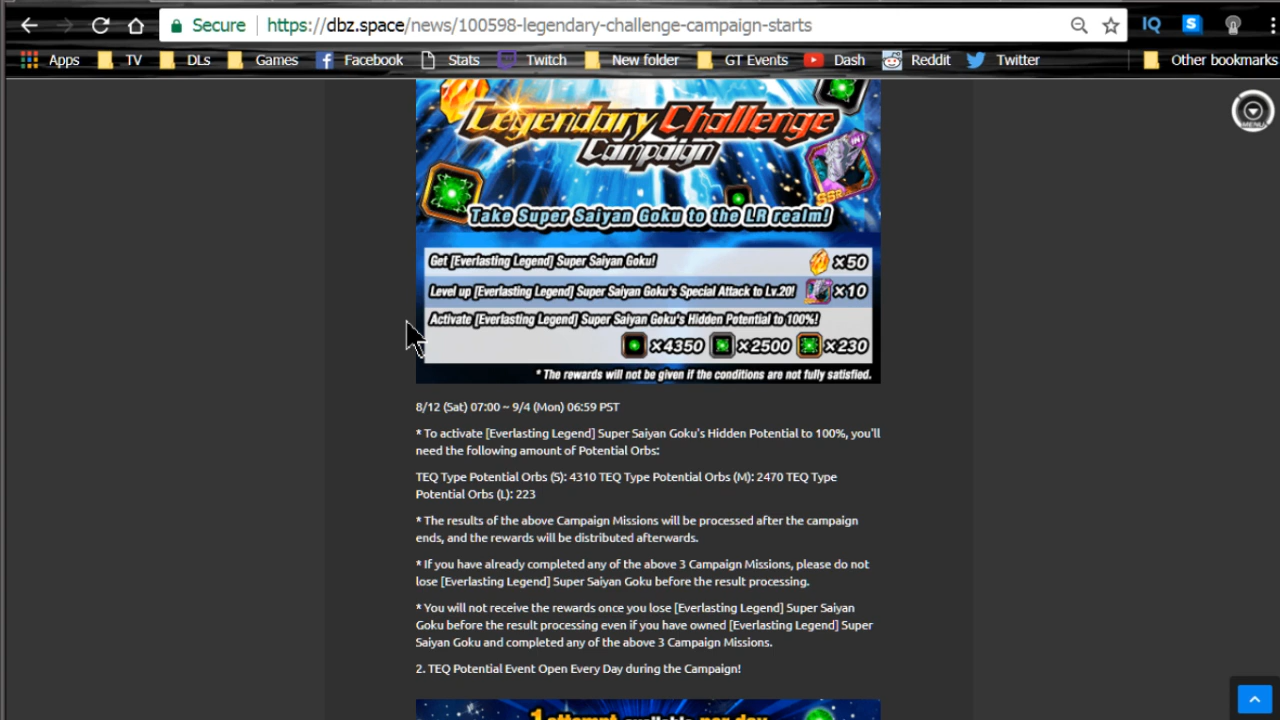 Secure https://dbz.space/news/100598-legendary-challenge-campaign-starts
Apps TV DLs Games Facebook Stats Twitch New folder GT Events Dash Reddit Twitter Other bookmarks
MENU
Legendary Challenge
Campaign
SSR
Take Super Saiyan Goku to the LR realm!
Get [Everlasting Legend] Super Saiyan Goku! ×50
Level up [Everlasting Legend] Super Saiyan Goku's Special Attack to Lv.20! ×10
Activate [Everlasting Legend] Super Saiyan Goku's Hidden Potential to 100%!
×4350 ×2500 ×230
* The rewards will not be given if the conditions are not fully satisfied.
8/12 (Sat) 07:00 ~ 9/4 (Mon) 06:59 PST
* To activate [Everlasting Legend] Super Saiyan Goku's Hidden Potential to 100%, you'll
need the following amount of Potential Orbs:
TEQ Type Potential Orbs (S): 4310 TEQ Type Potential Orbs (M): 2470 TEQ Type
Potential Orbs (L): 223
* The results of the above Campaign Missions will be processed after the campaign
ends, and the rewards will be distributed afterwards.
* If you have already completed any of the above 3 Campaign Missions, please do not
lose [Everlasting Legend] Super Saiyan Goku before the result processing.
* You will not receive the rewards once you lose [Everlasting Legend] Super Saiyan
Goku before the result processing even if you have owned [Everlasting Legend] Super
Saiyan Goku and completed any of the above 3 Campaign Missions.
2. TEQ Potential Event Open Every Day during the Campaign!
1 attempt available per day